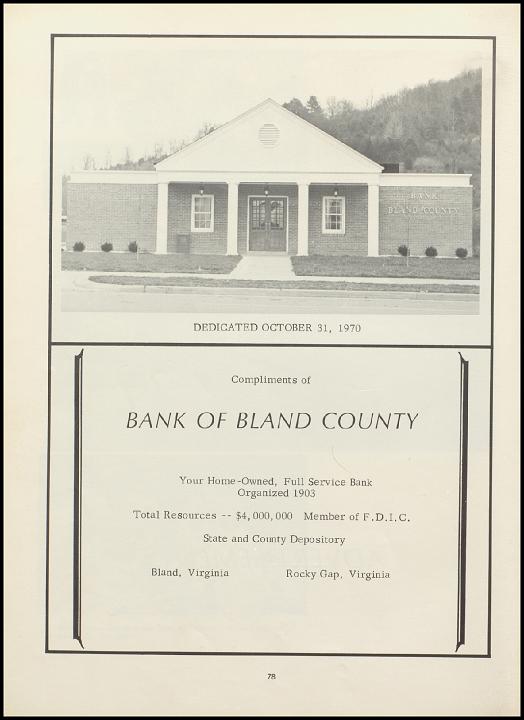 BANK
BLAND COUNTY
DEDICATED OCTOBER 31, 1970
Compliments of
BANK OF BLAND COUNTY
Your Home-Owned, Full Service Bank
Organized 1903
Total Resources -- $4,000,000 Member of F.D.I.C.
State and County Depository
Bland, Virginia Rocky Gap, Virginia
78